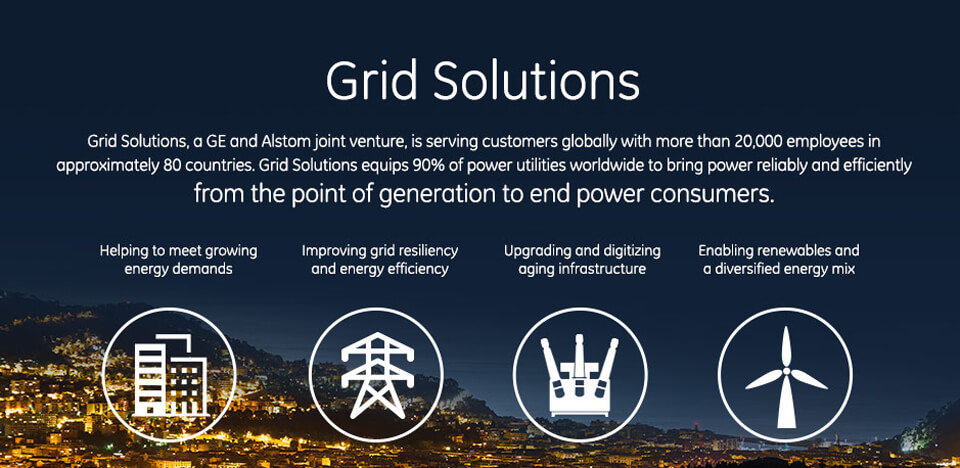 Grid Solutions
Grid Solutions, a GE and Alstom joint venture, is serving customers globally with more than 20,000 employees in
approximately 80 countries. Grid Solutions equips 90% of power utilities worldwide to bring power reliably and efficiently
from the point of generation to end power consumers.
Helping to meet growing
energy demands
Improving grid resiliency
and energy efficiency
Upgrading and digitizing
aging infrastructure
Enabling renewables and
a diversified energy mix